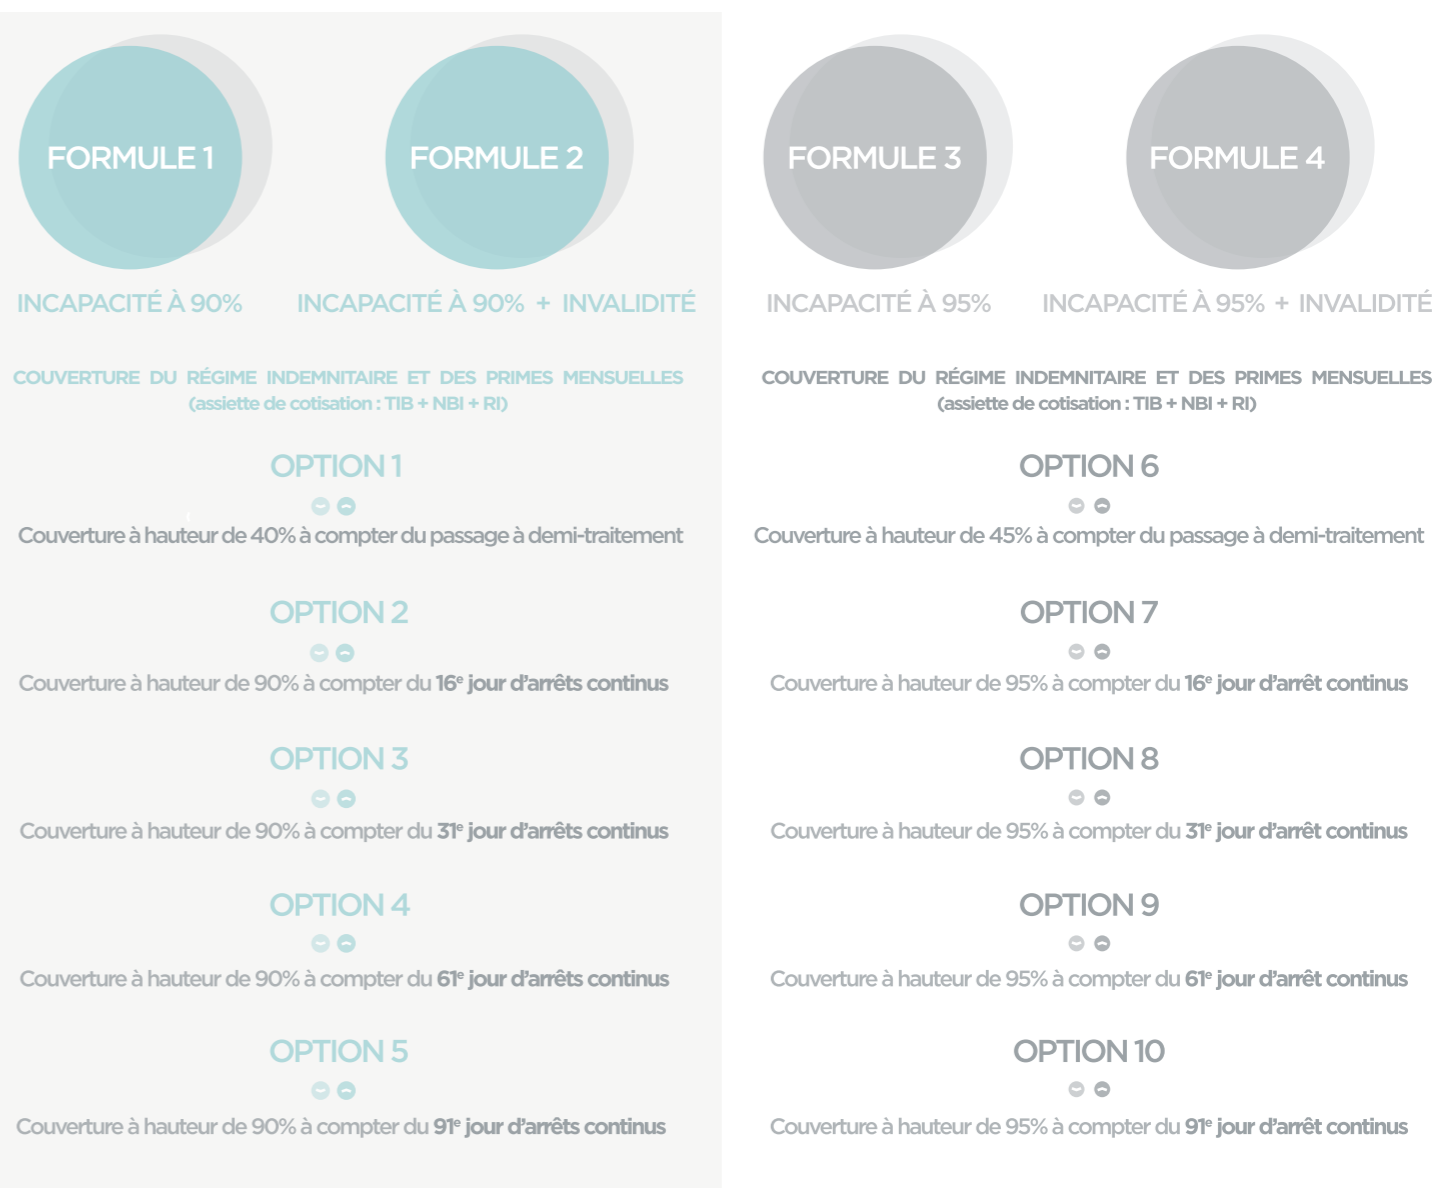 FORMULE 1
FORMULE 2
INCAPACITÉ À 90%
INCAPACITÉ À 90% + INVALIDITÉ
COUVERTURE DU RÉGIME INDEMNITAIRE ET DES PRIMES MENSUELLES
(assiette de cotisation : TIB + NBI + RI)
OPTION 1
Couverture à hauteur de 40% à compter du passage à demi-traitement
OPTION 2
Couverture à hauteur de 90% à compter du 16e jour d'arrêts continus
OPTION 3
Couverture à hauteur de 90% à compter du 31e jour d'arrêts continus
OPTION 4
Couverture à hauteur de 90% à compter du 61e jour d'arrêts continus
OPTION 5
Couverture à hauteur de 90% à compter du 91e jour d'arrêts continus
FORMULE 3
FORMULE 4
INCAPACITÉ À 95%
INCAPACITÉ À 95% + INVALIDITÉ
COUVERTURE DU RÉGIME INDEMNITAIRE ET DES PRIMES MENSUELLES
(assiette de cotisation : TIB + NBI + RI)
OPTION 6
Couverture à hauteur de 45% à compter du passage à demi-traitement
OPTION 7
Couverture à hauteur de 95% à compter du 16e jour d'arrêt continus
OPTION 8
Couverture à hauteur de 95% à compter du 31e jour d'arrêt continus
OPTION 9
Couverture à hauteur de 95% à compter du 61e jour d'arrêt continus
OPTION 10
Couverture à hauteur de 95% à compter du 91e jour d'arrêt continus